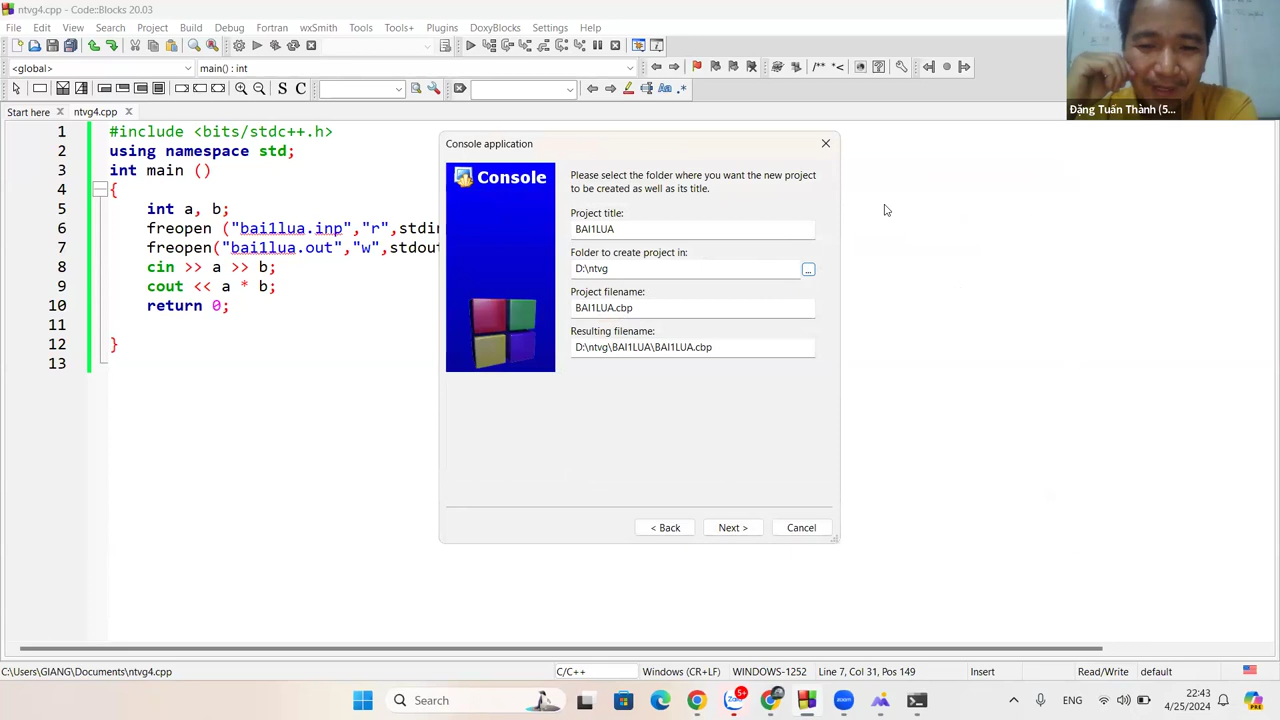 ntvg4.cpp - Code::Blocks 20.03
File Edit View Search Project Build Debug Fortran wxSmith Tools Tools+ Plugins DoxyBlocks Settings Help
<global> main() : int
/** *<
S C Aa .*
Start here ntvg4.cpp
1 #include <bits/stdc++.h>
2 using namespace std;
3 int main ()
4 {
5 int a, b;
6 freopen ("bai1lua.inp","r",stdin
7 freopen("bai1lua.out","w",stdou
8 cin >> a >> b;
9 cout << a * b;
10 return 0;
11
12 }
13
Console application
Console
Please select the folder where you want the new project
to be created as well as its title.
Project title:
BAI1LUA
Folder to create project in:
D:\ntvg
...
Project filename:
BAI1LUA.cbp
Resulting filename:
D:\ntvg\BAI1LUA\BAI1LUA.cbp
< Back Next > Cancel
Đặng Tuấn Thành (5...
C:\Users\GIANG\Documents\ntvg4.cpp C/C++ Windows (CR+LF) WINDOWS-1252 Line 7, Col 31, Pos 149 Insert Read/Write default
Search
Zalo 5+
zoom
ENG
22:43
4/25/2024
PRE